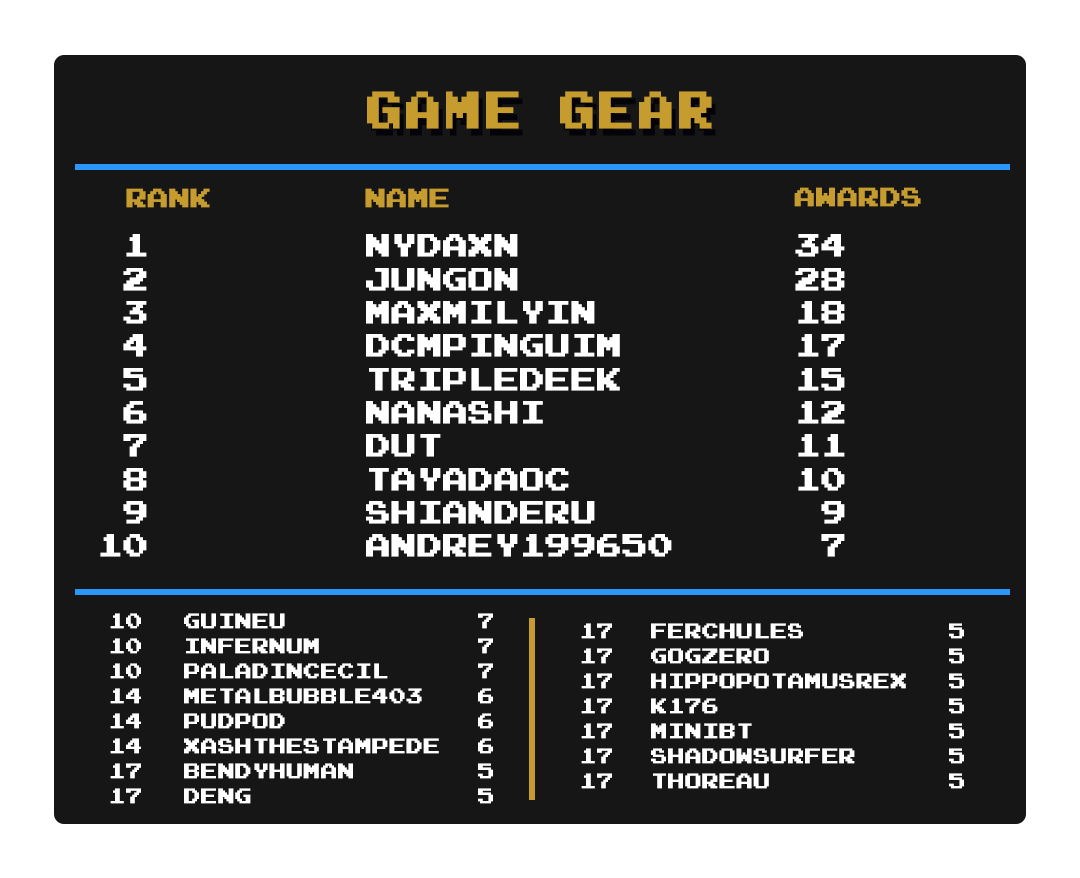 GAME GEAR
RANK NAME AWARDS
1 NYDAXN 34
2 JUNGON 28
3 MAXMILYIN 18
4 DCMPINGUIM 17
5 TRIPLEDEEK 15
6 NANASHI 12
7 DUT 11
8 TAYADAOC 10
9 SHIANDERU 9
10 ANDREY199650 7
10 GUINEU 7
10 INFERNUM 7
10 PALADINCECIL 7
14 METALBUBBLE403 6
14 PUDPOD 6
14 XASHTHESTAMPEDE 6
17 BENDYHUMAN 5
17 DENG 5
17 FERCHULES 5
17 GOGZERO 5
17 HIPPOPOTAMUSREX 5
17 K176 5
17 MINIBT 5
17 SHADOWSURFER 5
17 THOREAU 5